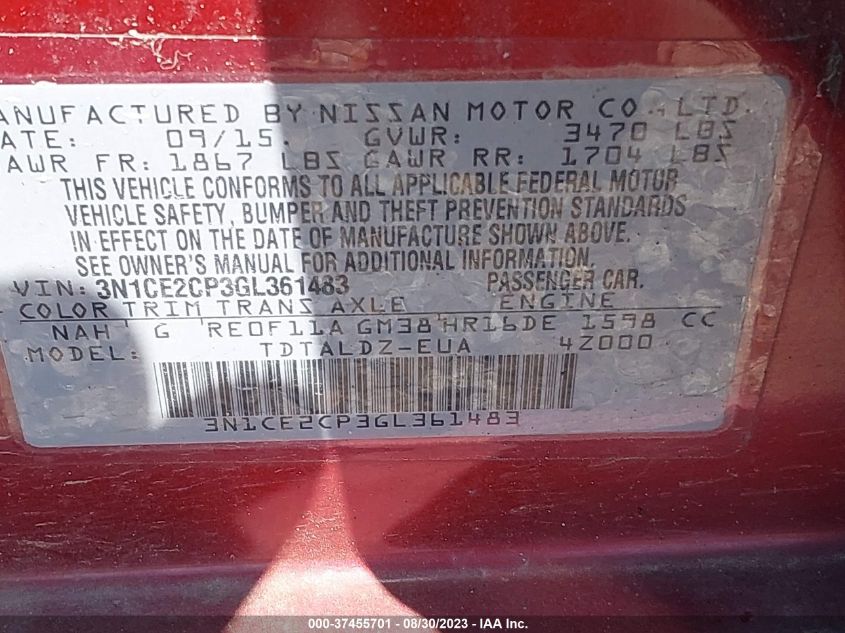 ANUFACTURED BY NISSAN MOTOR CO., LTD.
ATE: 09/15. GVWR: 3470 LBS
AWR FR: 1867 LBS GAWR RR: 1704 LBS
THIS VEHICLE CONFORMS TO ALL APPLICABLE FEDERAL MOTOR
VEHICLE SAFETY, BUMPER AND THEFT PREVENTION STANDARDS
IN EFFECT ON THE DATE OF MANUFACTURE SHOWN ABOVE.
SEE OWNER'S MANUAL FOR ADDITIONAL INFORMATION.
VIN: 3N1CE2CP3GL361483 PASSENGER CAR.
COLOR TRIM TRANS AXLE ENGINE
NAH G RE0F11A GM38 HR16DE 1598 CC
MODEL: TDTALDZ-EUA 4Z000
3N1CE2CP3GL361483
000-37455701 - 08/30/2023 - IAA Inc.